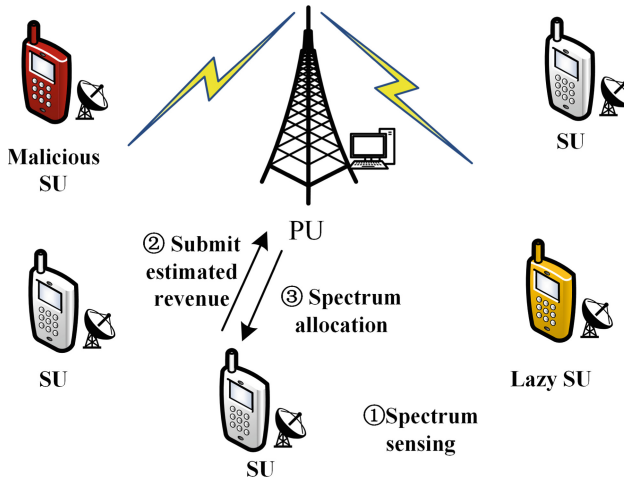 Malicious
SU
SU
PU
② Submit
estimated
revenue
③ Spectrum
allocation
SU
Lazy SU
①Spectrum
sensing
SU